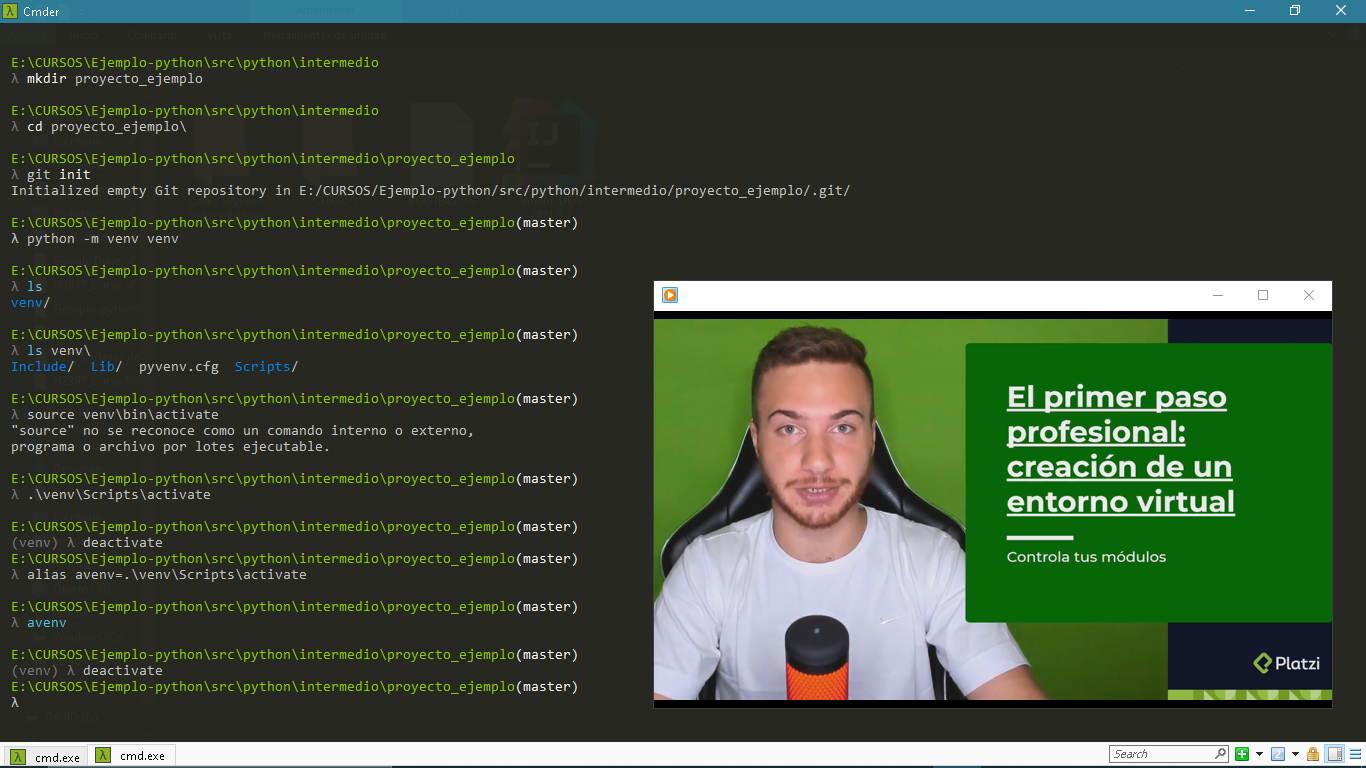 Cmder
E:\CURSOS\Ejemplo-python\src\python\intermedio
λ mkdir proyecto_ejemplo
E:\CURSOS\Ejemplo-python\src\python\intermedio
λ cd proyecto_ejemplo\
E:\CURSOS\Ejemplo-python\src\python\intermedio\proyecto_ejemplo
λ git init
Initialized empty Git repository in E:/CURSOS/Ejemplo-python/src/python/intermedio/proyecto_ejemplo/.git/
E:\CURSOS\Ejemplo-python\src\python\intermedio\proyecto_ejemplo(master)
λ python -m venv venv
E:\CURSOS\Ejemplo-python\src\python\intermedio\proyecto_ejemplo(master)
λ ls
venv/
E:\CURSOS\Ejemplo-python\src\python\intermedio\proyecto_ejemplo(master)
λ ls venv\
Include/  Lib/  pyvenv.cfg  Scripts/
E:\CURSOS\Ejemplo-python\src\python\intermedio\proyecto_ejemplo(master)
λ source venv\bin\activate
"source" no se reconoce como un comando interno o externo,
programa o archivo por lotes ejecutable.
E:\CURSOS\Ejemplo-python\src\python\intermedio\proyecto_ejemplo(master)
λ .\venv\Scripts\activate
E:\CURSOS\Ejemplo-python\src\python\intermedio\proyecto_ejemplo(master)
(venv) λ deactivate
E:\CURSOS\Ejemplo-python\src\python\intermedio\proyecto_ejemplo(master)
λ alias avenv=.\venv\Scripts\activate
E:\CURSOS\Ejemplo-python\src\python\intermedio\proyecto_ejemplo(master)
λ avenv
E:\CURSOS\Ejemplo-python\src\python\intermedio\proyecto_ejemplo(master)
(venv) λ deactivate
E:\CURSOS\Ejemplo-python\src\python\intermedio\proyecto_ejemplo(master)
λ
El primer paso
profesional:
creación de un
entorno virtual
Controla tus módulos
Platzi
cmd.exe
cmd.exe
Search